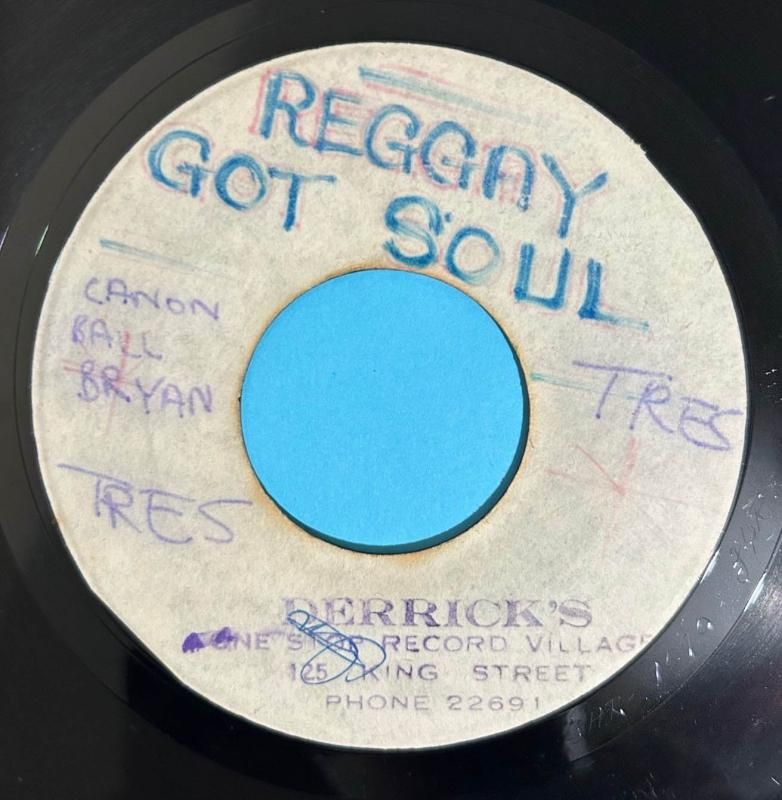 REGGAY
GOT SOUL
CANON
BALL
BRYAN
TRES
TRES
DERRICK'S
ONE STOP RECORD VILLAGE
125 KING STREET
PHONE 22691